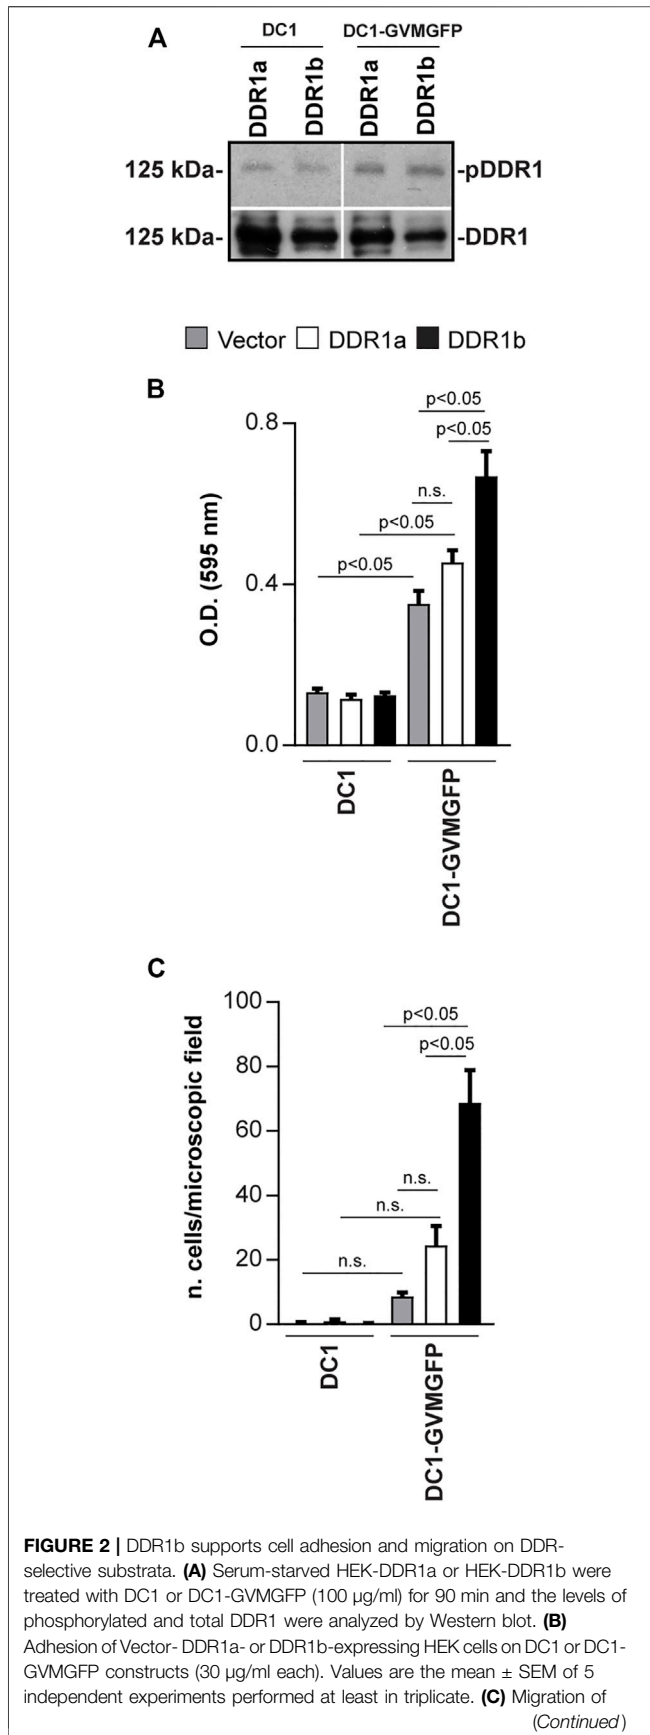 A
DC1 DC1-GVMGFP
DDR1a DDR1b DDR1a DDR1b
125 kDa- -pDDR1
125 kDa- -DDR1
Vector DDR1a DDR1b
B
O.D. (595 nm)
0.8
0.4
0.0
p<0.05
p<0.05
n.s.
p<0.05
p<0.05
DC1
DC1-GVMGFP
C
n. cells/microscopic field
100
80
60
40
20
0
p<0.05
p<0.05
n.s.
n.s.
n.s.
DC1
DC1-GVMGFP
FIGURE 2 | DDR1b supports cell adhesion and migration on DDR-
selective substrata. (A) Serum-starved HEK-DDR1a or HEK-DDR1b were
treated with DC1 or DC1-GVMGFP (100 µg/ml) for 90 min and the levels of
phosphorylated and total DDR1 were analyzed by Western blot. (B)
Adhesion of Vector- DDR1a- or DDR1b-expressing HEK cells on DC1 or DC1-
GVMGFP constructs (30 µg/ml each). Values are the mean ± SEM of 5
independent experiments performed at least in triplicate. (C) Migration of
(Continued)